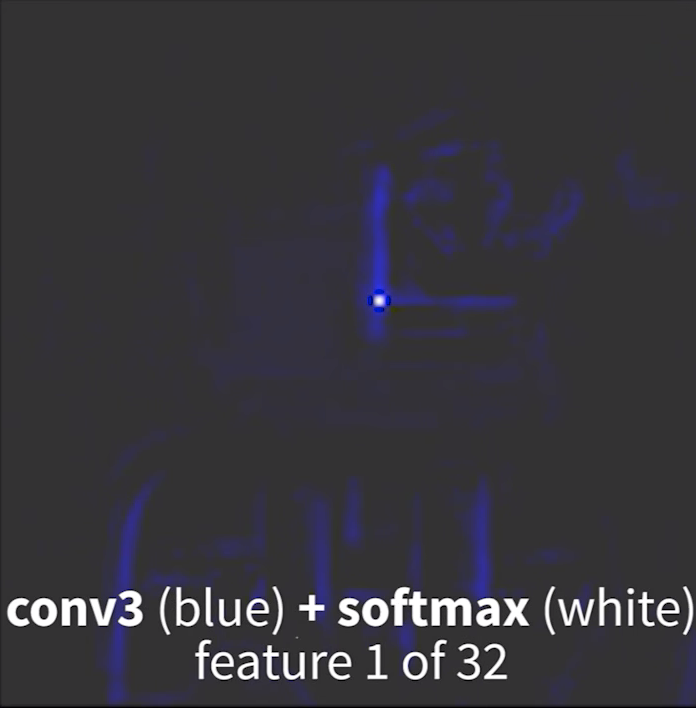 conv3 (blue) + softmax (white)
feature 1 of 32